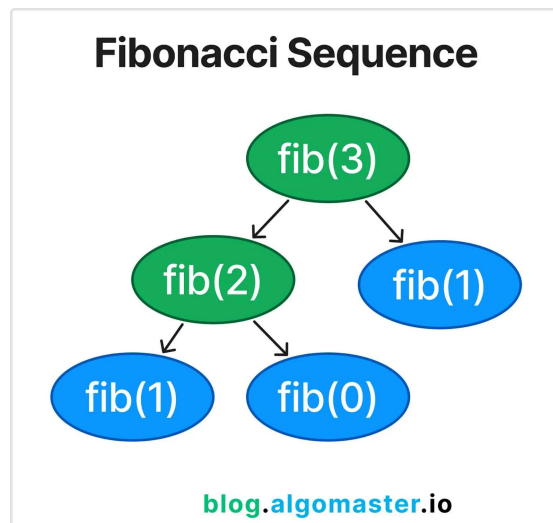 Fibonacci Sequence
fib(3)
fib(2)
fib(1)
fib(1)
fib(0)
blog.algomaster.io